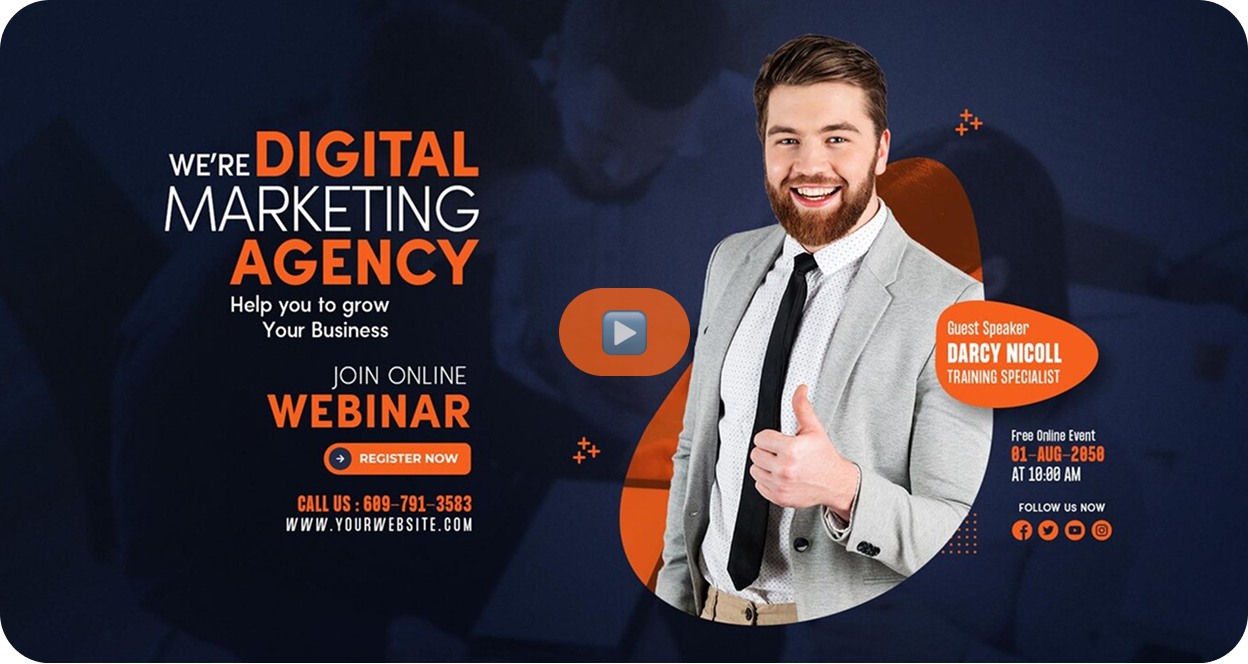 WE'RE DIGITAL
MARKETING
AGENCY
Help you to grow
Your Business
JOIN ONLINE
WEBINAR
REGISTER NOW
CALL US : 609-791-3583
WWW.YOURWEBSITE.COM
Guest Speaker
DARCY NICOLL
TRAINING SPECIALIST
Free Online Event
01-AUG-2050
AT 10:00 AM
FOLLOW US NOW